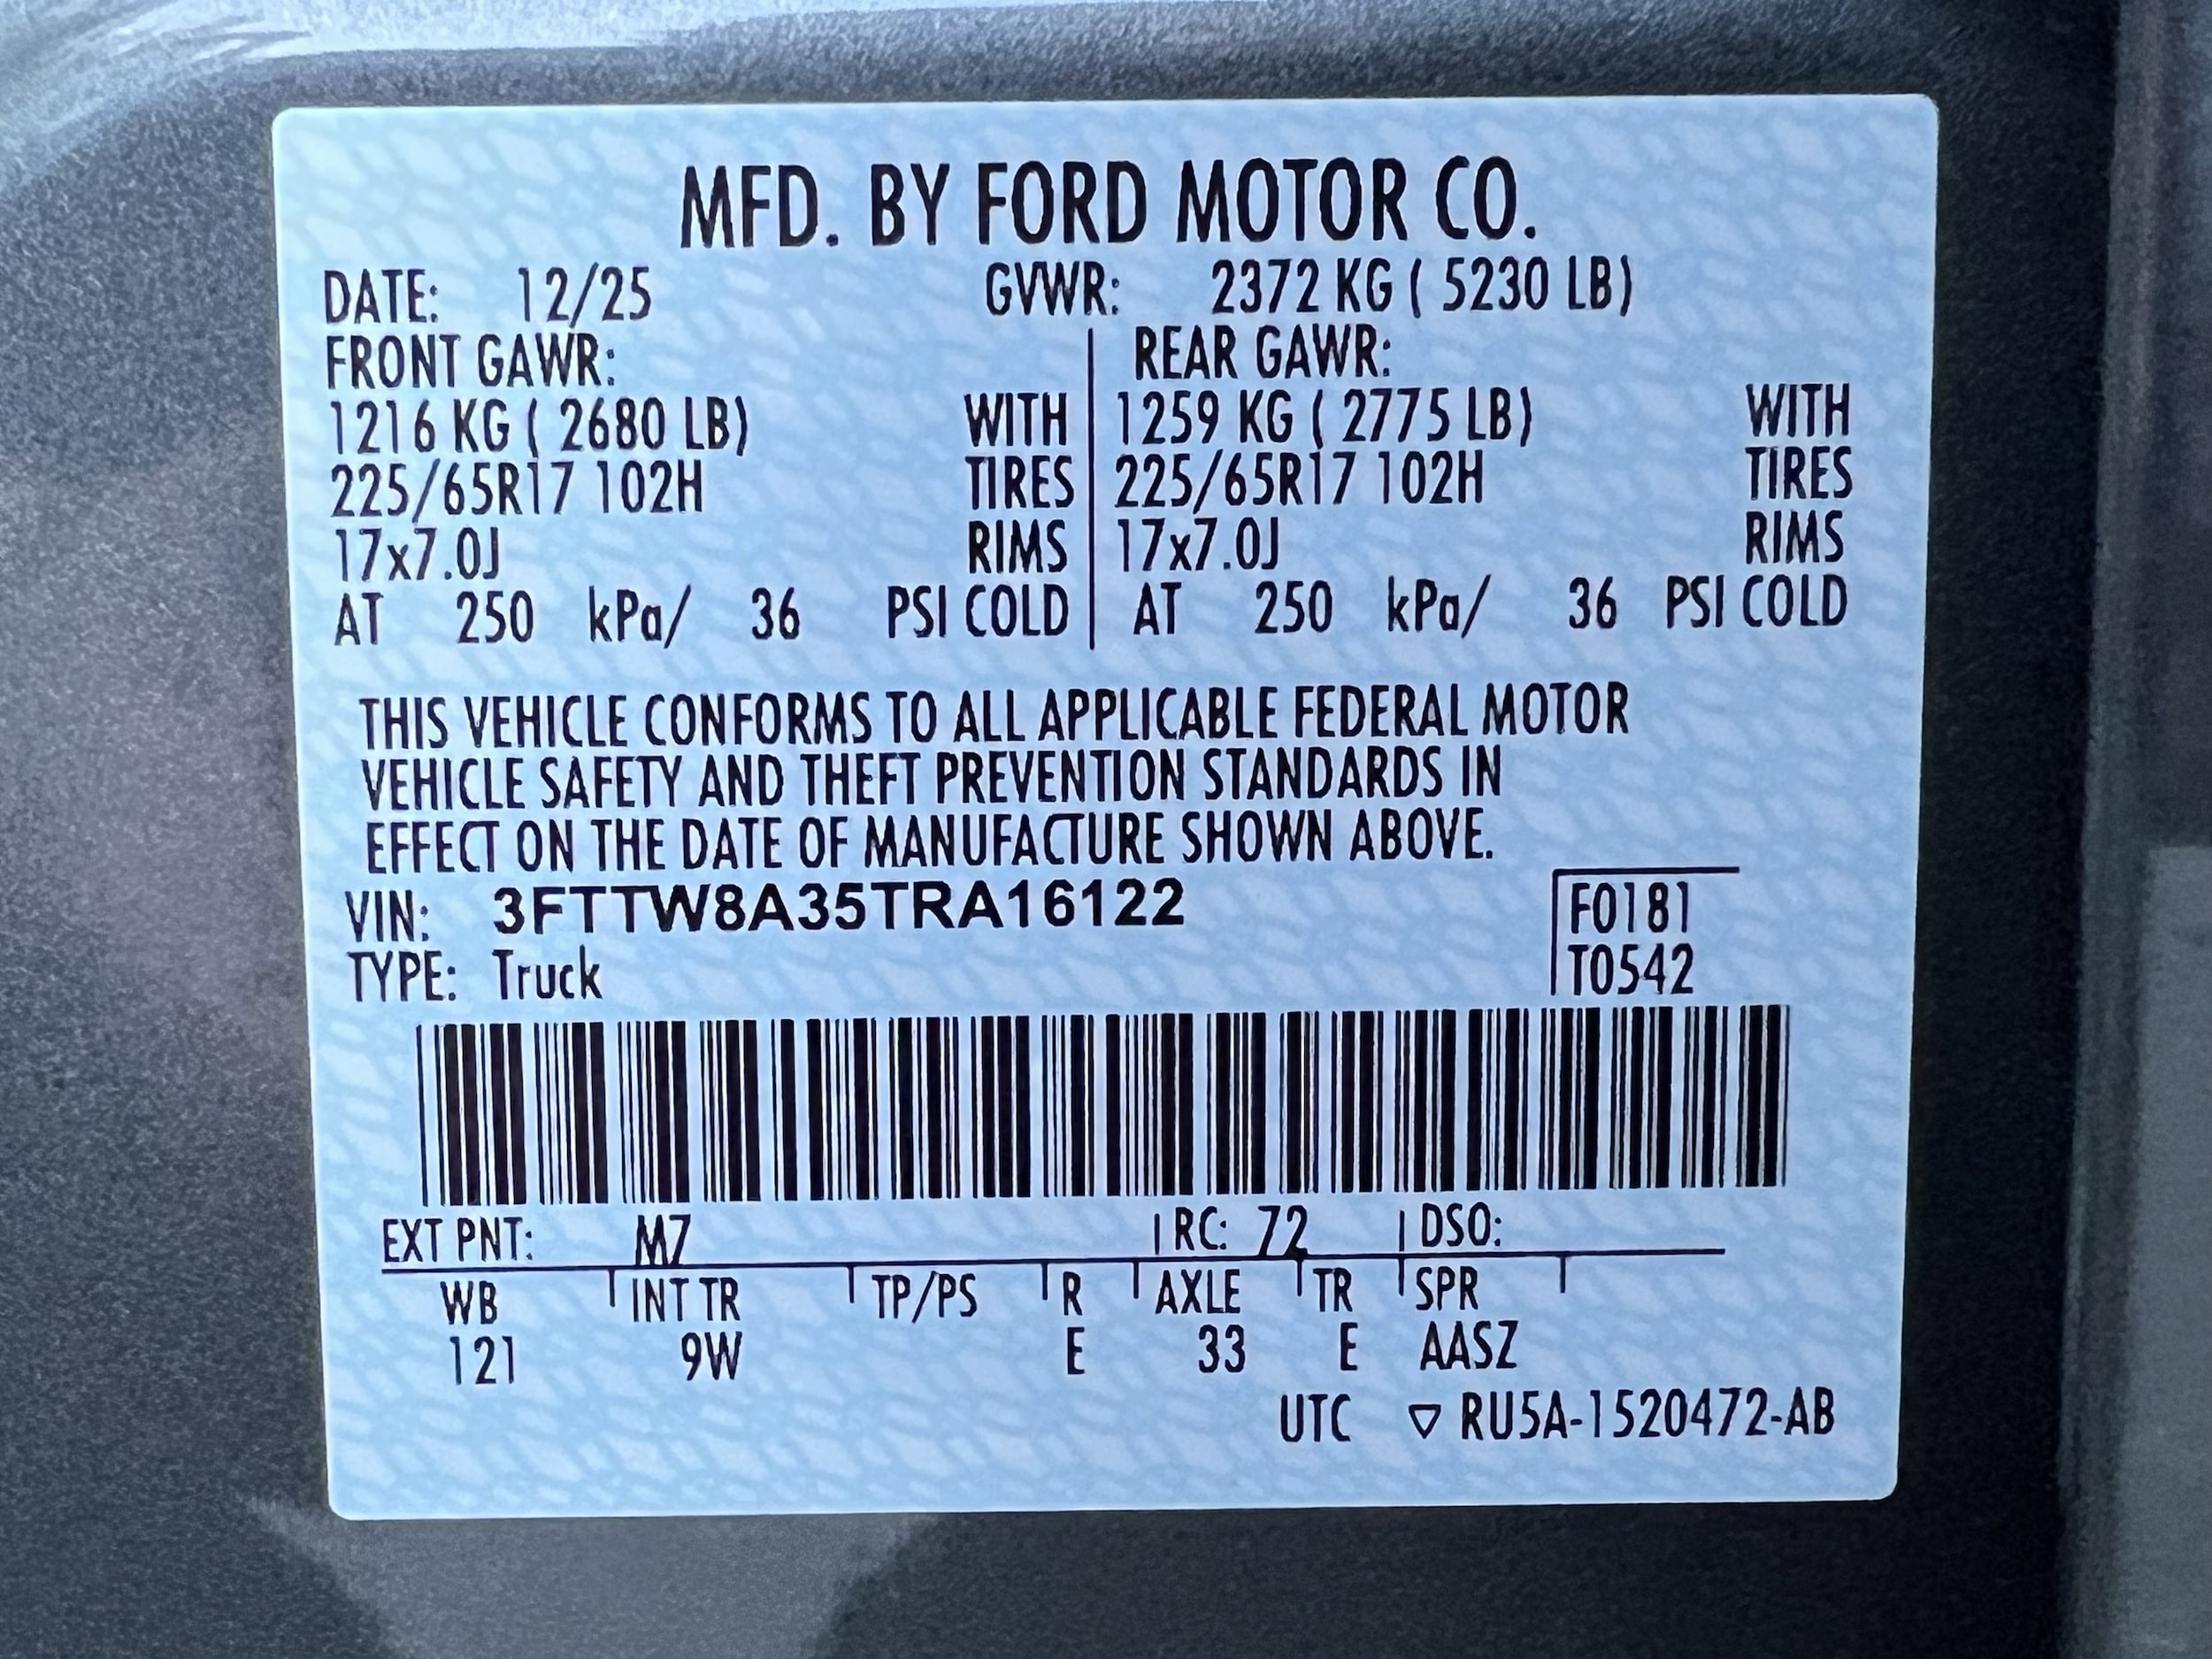 MFD. BY FORD MOTOR CO.
DATE: 12/25 GVWR: 2372 KG ( 5230 LB)
FRONT GAWR: REAR GAWR:
1216 KG ( 2680 LB) WITH 1259 KG ( 2775 LB) WITH
225/65R17 102H TIRES 225/65R17 102H TIRES
17x7.0J RIMS 17x7.0J RIMS
AT 250 kPa/ 36 PSI COLD AT 250 kPa/ 36 PSI COLD
THIS VEHICLE CONFORMS TO ALL APPLICABLE FEDERAL MOTOR
VEHICLE SAFETY AND THEFT PREVENTION STANDARDS IN
EFFECT ON THE DATE OF MANUFACTURE SHOWN ABOVE.
VIN: 3FTTW8A35TRA16122 F0181
TYPE: Truck T0542
EXT PNT: M7 RC: 72 DSO:
WB INT TR TP/PS R AXLE TR SPR
121 9W E 33 E AASZ
UTC ▽ RU5A-1520472-AB